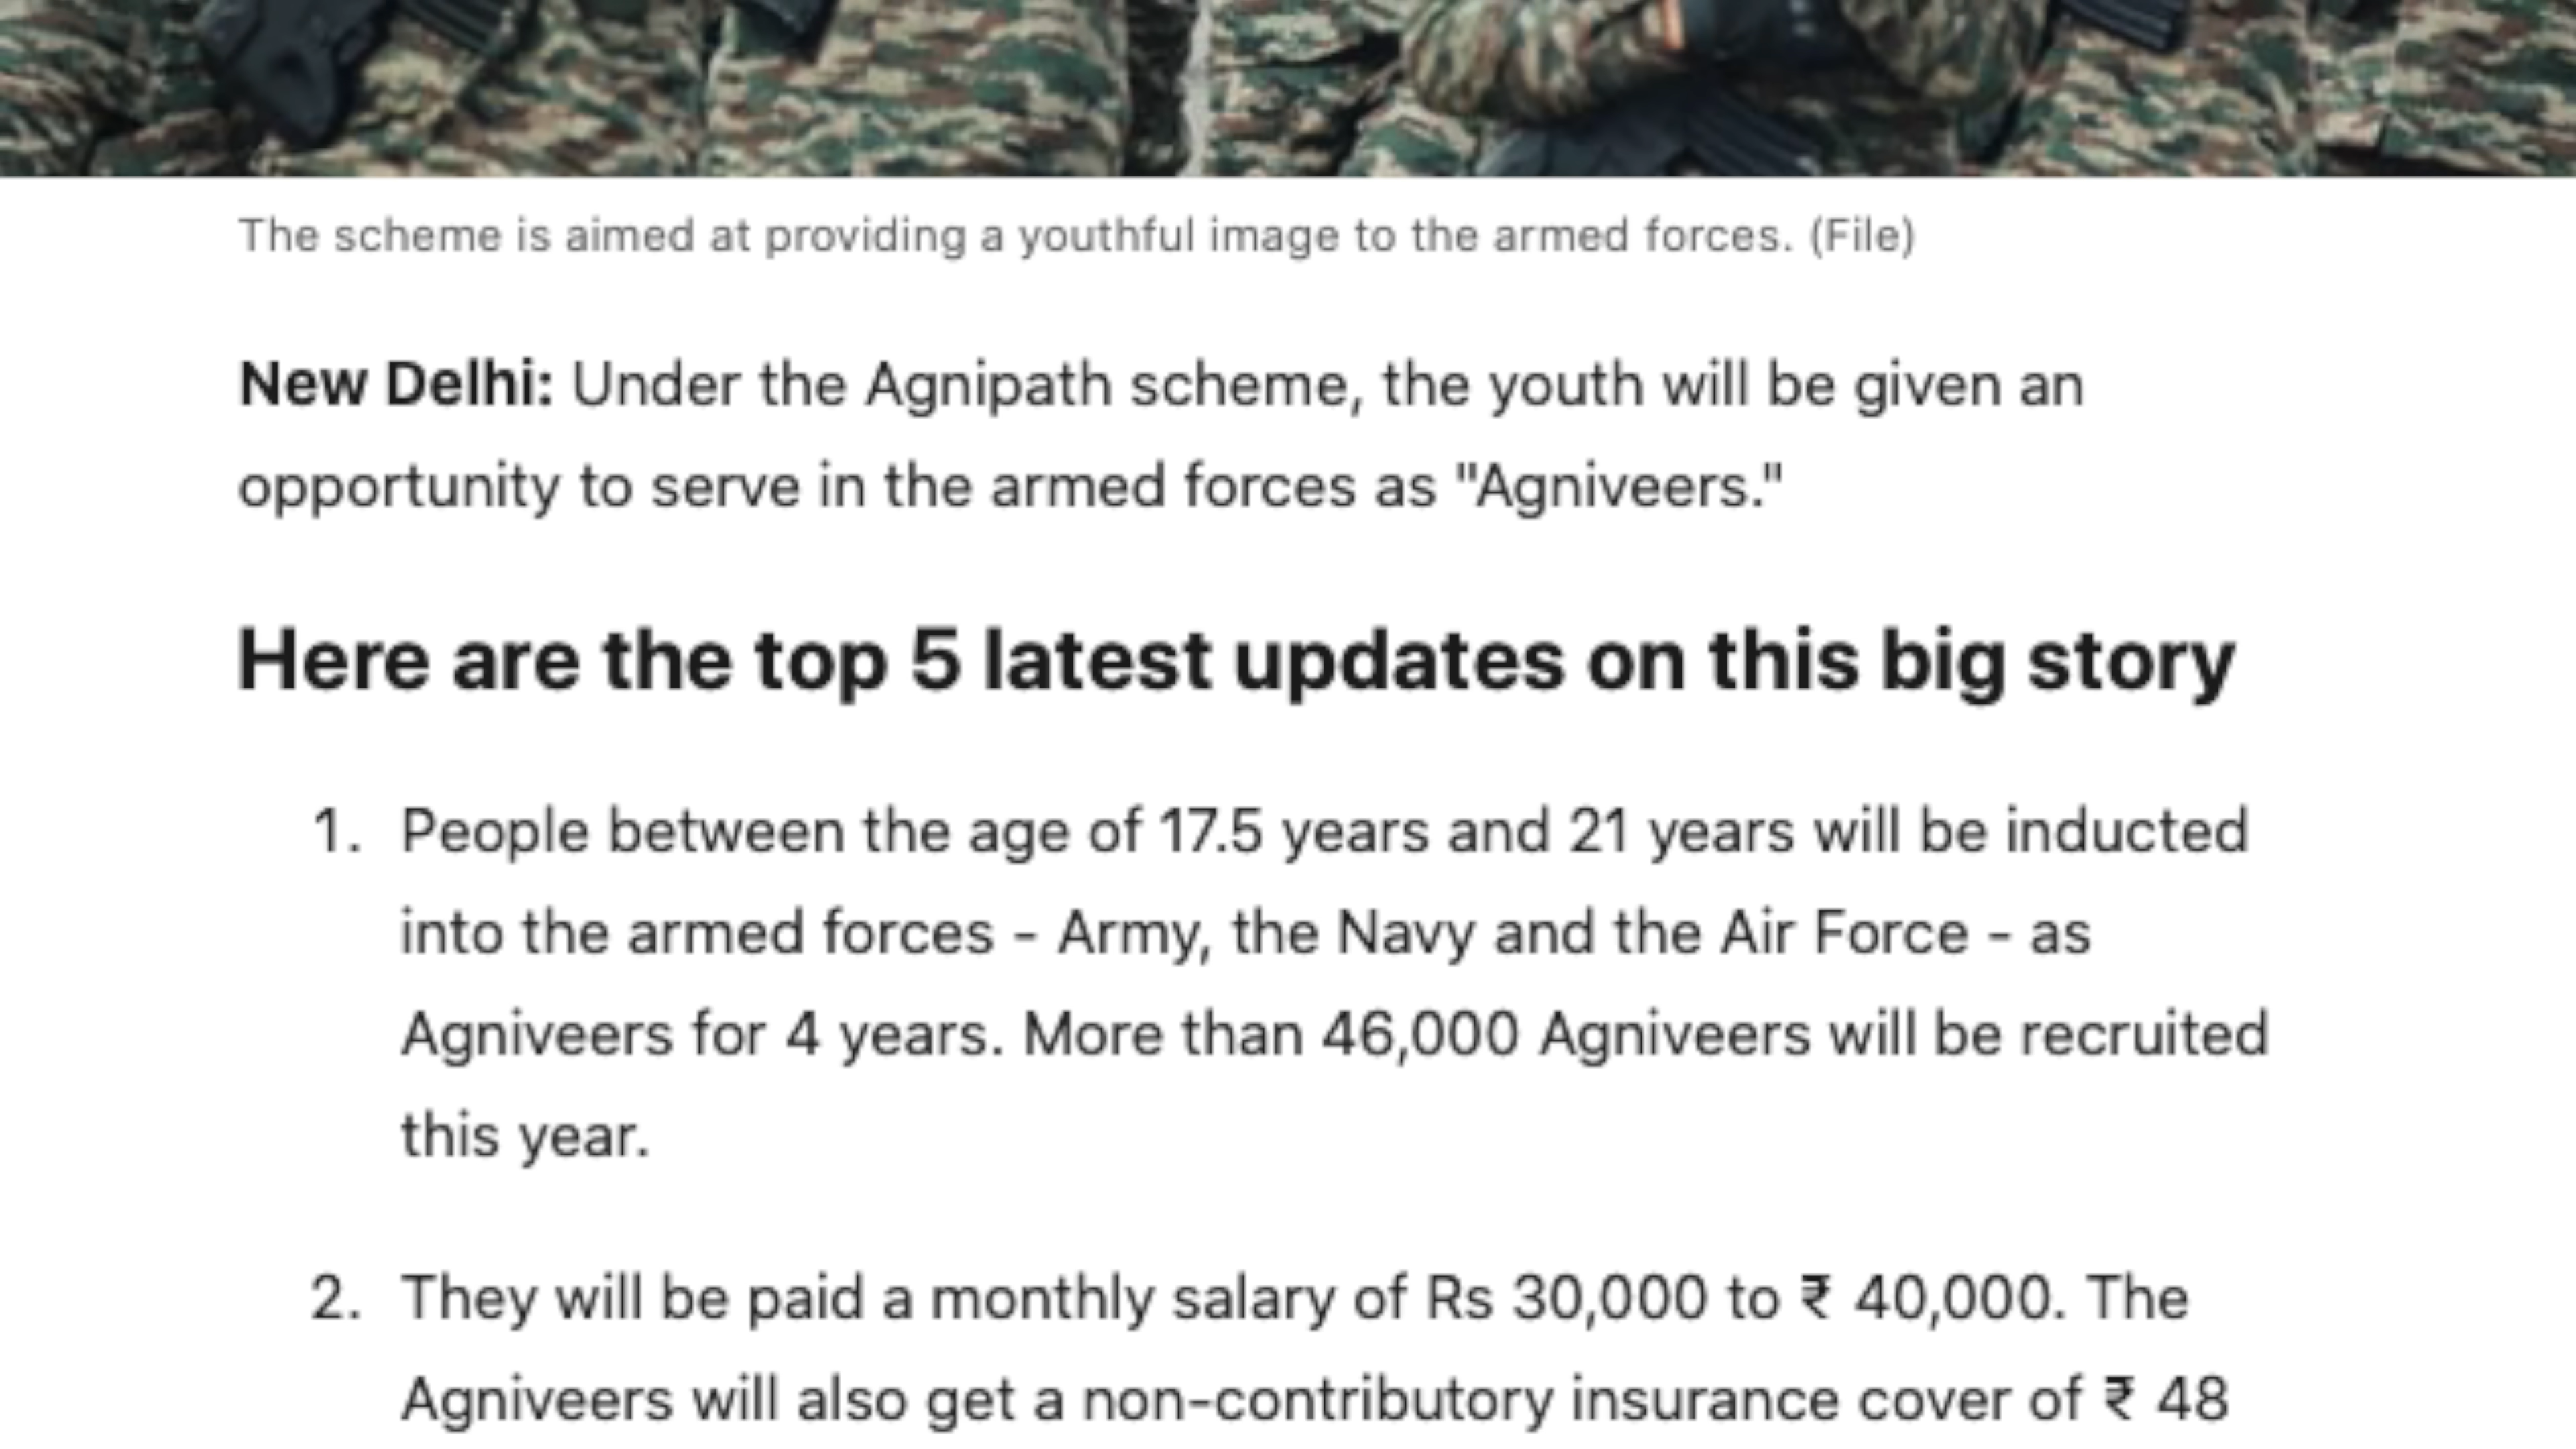 The scheme is aimed at providing a youthful image to the armed forces. (File)
New Delhi: Under the Agnipath scheme, the youth will be given an
opportunity to serve in the armed forces as "Agniveers."
Here are the top 5 latest updates on this big story
1. People between the age of 17.5 years and 21 years will be inducted
into the armed forces - Army, the Navy and the Air Force - as
Agniveers for 4 years. More than 46,000 Agniveers will be recruited
this year.
2. They will be paid a monthly salary of Rs 30,000 to ₹ 40,000. The
Agniveers will also get a non-contributory insurance cover of ₹ 48